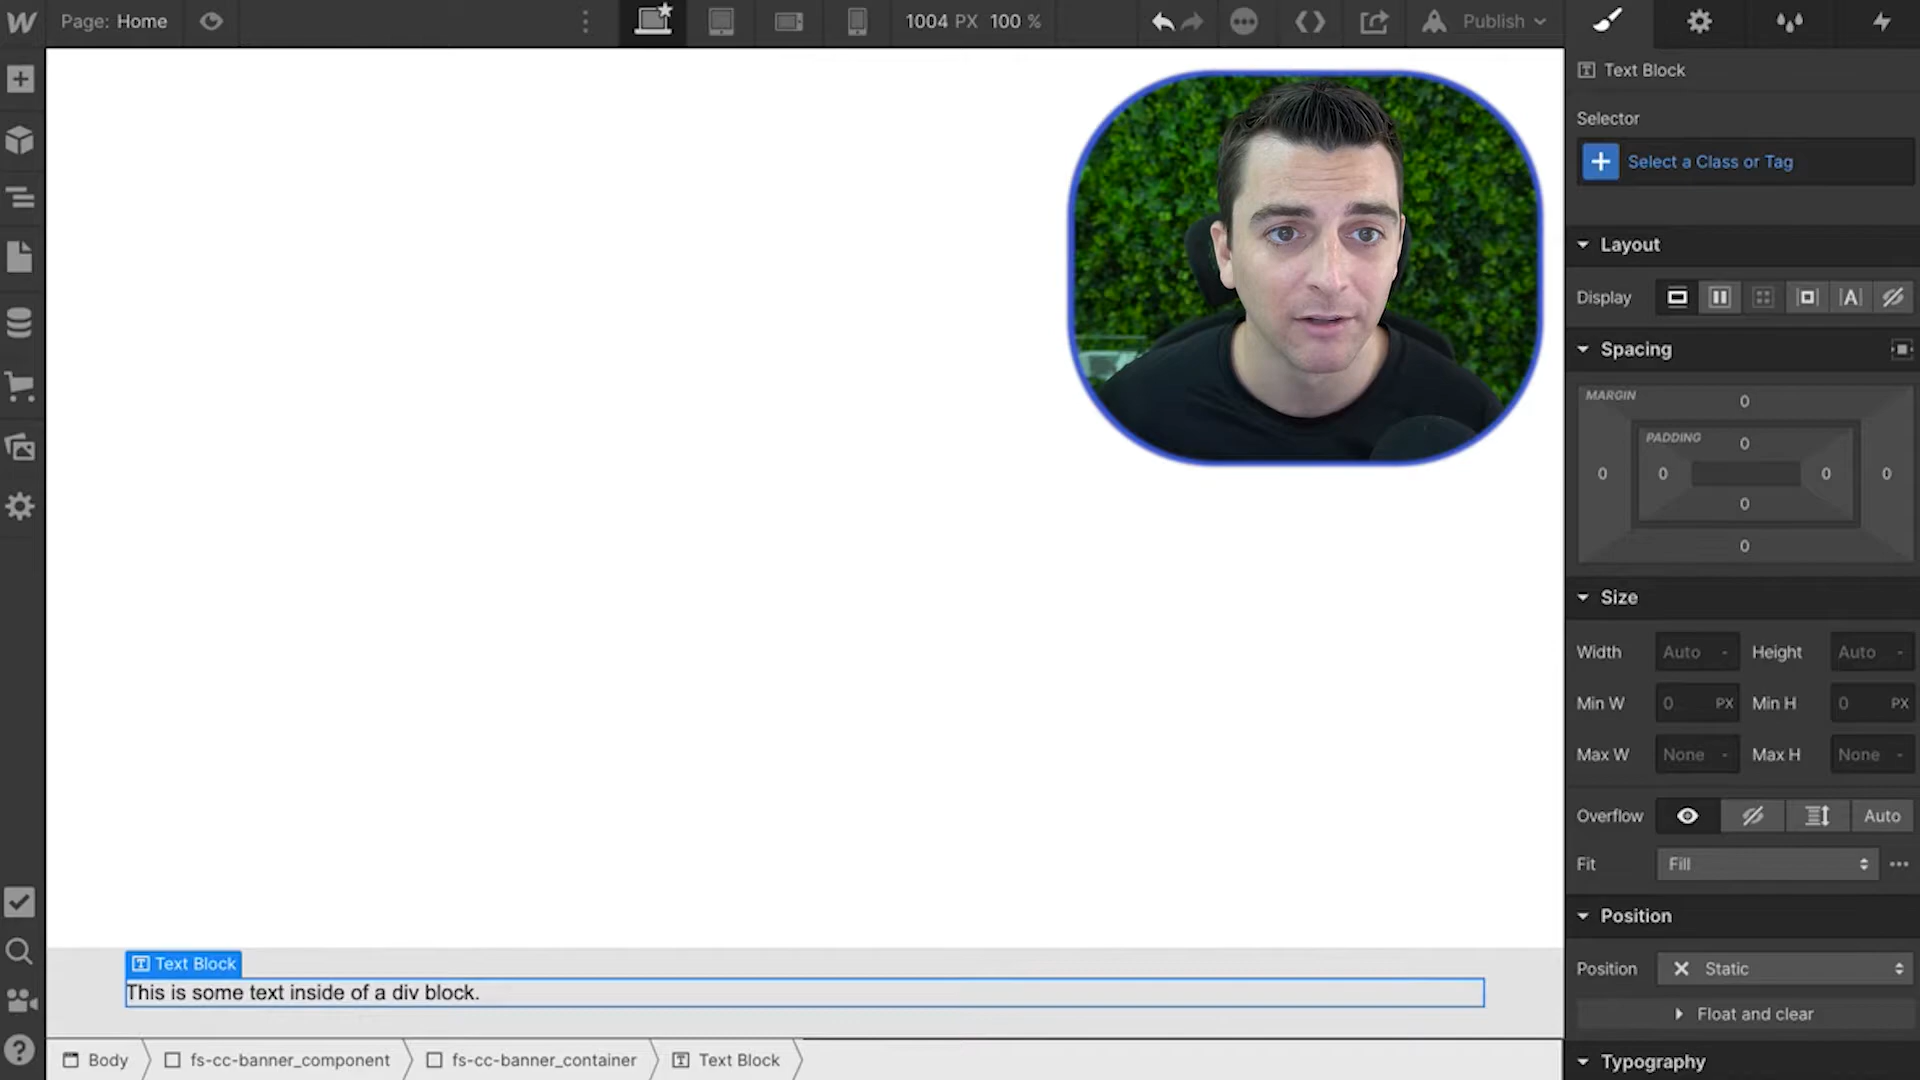 Page: Home
1004 PX 100 %
Publish
Text Block
Selector
Select a Class or Tag
Layout
Display
Spacing
MARGIN
0
PADDING
0
0
0
0
0
0
0
Size
Width Auto - Height Auto -
Min W 0 PX Min H 0 PX
Max W None - Max H None -
Overflow Auto
Fit Fill
Position
Position Static
Float and clear
Typography
Text Block
This is some text inside of a div block.
Body fs-cc-banner_component fs-cc-banner_container Text Block